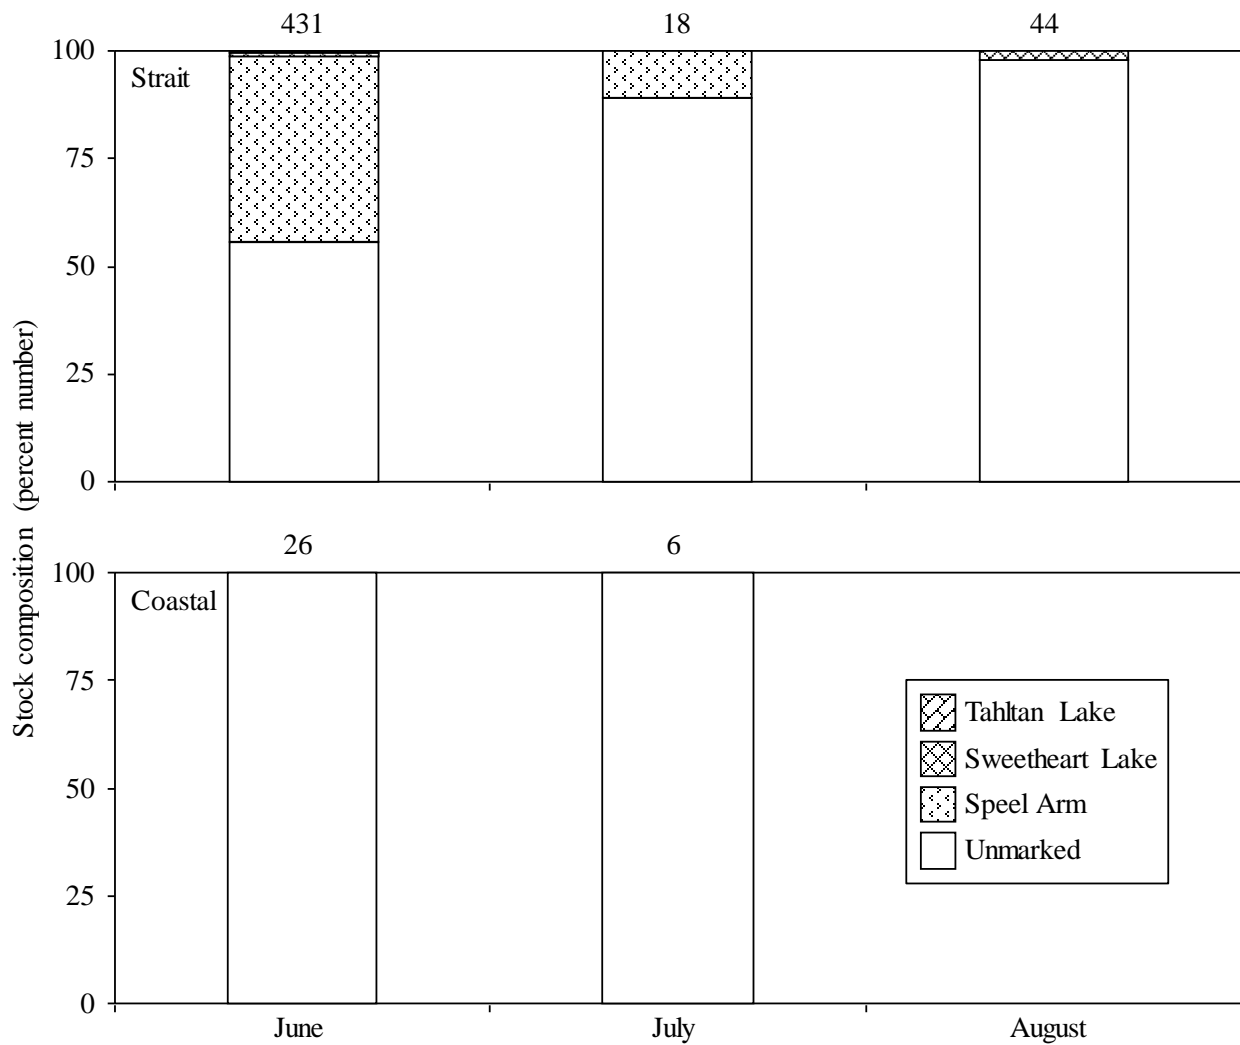 431 18 44
100
Strait
75
50
25
0
Stock composition (percent number)
26 6
100
Coastal
75
50
25
0
Tahltan Lake
Sweetheart Lake
Speel Arm
Unmarked
June July August